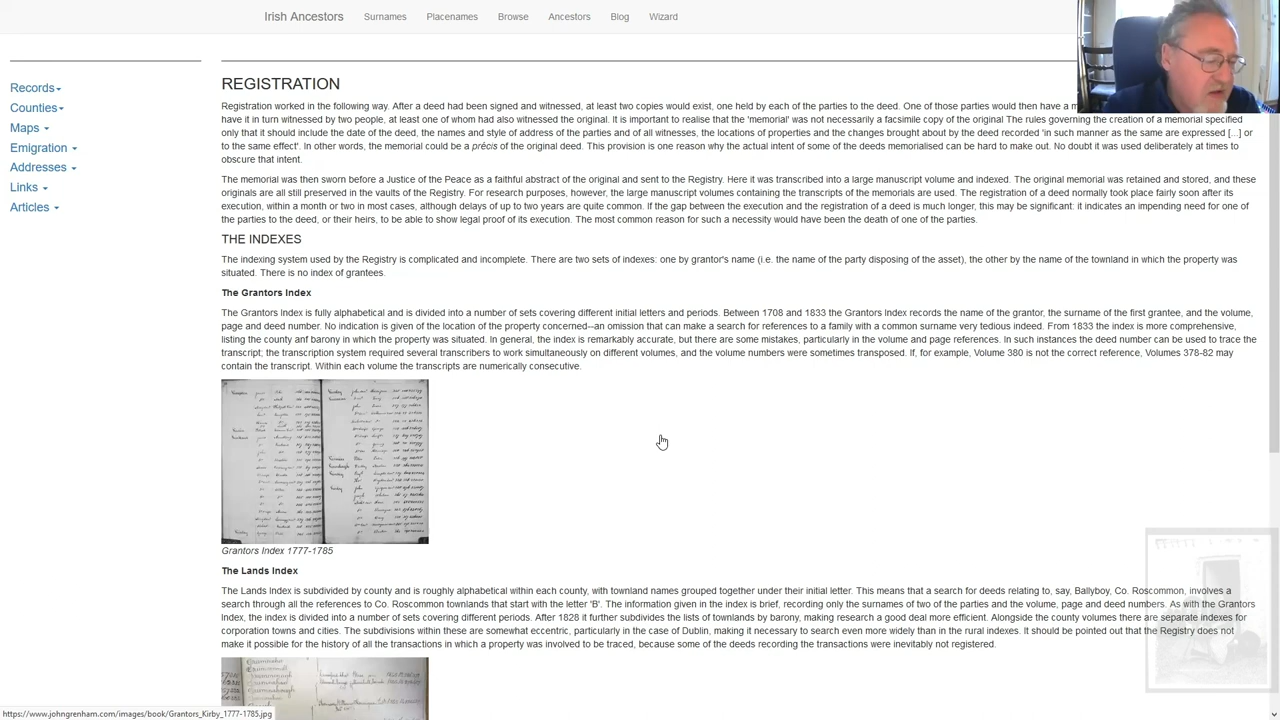 Irish Ancestors Surnames Placenames Browse Ancestors Blog Wizard
Records
Counties
Maps
Emigration
Addresses
Links
Articles
REGISTRATION
Registration worked in the following way. After a deed had been signed and witnessed, at least two copies would exist, one held by each of the parties to the deed. One of those parties would then have a m
have it in turn witnessed by two people, at least one of whom had also witnessed the original. It is important to realise that the 'memorial' was not necessarily a facsimile copy of the original The rules governing the creation of a memorial specified
only that it should include the date of the deed, the names and style of address of the parties and of all witnesses, the locations of properties and the changes brought about by the deed recorded 'in such manner as the same are expressed [...] or
to the same effect'. In other words, the memorial could be a précis of the original deed. This provision is one reason why the actual intent of some of the deeds memorialised can be hard to make out. No doubt it was used deliberately at times to
obscure that intent.
The memorial was then sworn before a Justice of the Peace as a faithful abstract of the original and sent to the Registry. Here it was transcribed into a large manuscript volume and indexed. The original memorial was retained and stored, and these
originals are all still preserved in the vaults of the Registry. For research purposes, however, the large manuscript volumes containing the transcripts of the memorials are used. The registration of a deed normally took place fairly soon after its
execution, within a month or two in most cases, although delays of up to two years are quite common. If the gap between the execution and the registration of a deed is much longer, this may be significant: it indicates an impending need for one of
the parties to the deed, or their heirs, to be able to show legal proof of its execution. The most common reason for such a necessity would have been the death of one of the parties.
THE INDEXES
The indexing system used by the Registry is complicated and incomplete. There are two sets of indexes: one by grantor's name (i.e. the name of the party disposing of the asset), the other by the name of the townland in which the property was
situated. There is no index of grantees.
The Grantors Index
The Grantors Index is fully alphabetical and is divided into a number of sets covering different initial letters and periods. Between 1708 and 1833 the Grantors Index records the name of the grantor, the surname of the first grantee, and the volume,
page and deed number. No indication is given of the location of the property concerned--an omission that can make a search for references to a family with a common surname very tedious indeed. From 1833 the index is more comprehensive,
listing the county anf barony in which the property was situated. In general, the index is remarkably accurate, but there are some mistakes, particularly in the volume and page references. In such instances the deed number can be used to trace the
transcript; the transcription system required several transcribers to work simultaneously on different volumes, and the volume numbers were sometimes transposed. If, for example, Volume 380 is not the correct reference, Volumes 378-82 may
contain the transcript. Within each volume the transcripts are numerically consecutive.
Grantors Index 1777-1785
The Lands Index
The Lands Index is subdivided by county and is roughly alphabetical within each county, with townland names grouped together under their initial letter. This means that a search for deeds relating to, say, Ballyboy, Co. Roscommon, involves a
search through all the references to Co. Roscommon townlands that start with the letter 'B'. The information given in the index is brief, recording only the surnames of two of the parties and the volume, page and deed numbers. As with the Grantors
Index, the index is divided into a number of sets covering different periods. After 1828 it further subdivides the lists of townlands by barony, making research a good deal more efficient. Alongside the county volumes there are separate indexes for
corporation towns and cities. The subdivisions within these are somewhat eccentric, particularly in the case of Dublin, making it necessary to search even more widely than in the rural indexes. It should be pointed out that the Registry does not
make it possible for the history of all the transactions in which a property was involved to be traced, because some of the deeds recording the transactions were inevitably not registered.
https://www.johngrenham.com/images/book/Grantors_Kirby_1777-1785.jpg